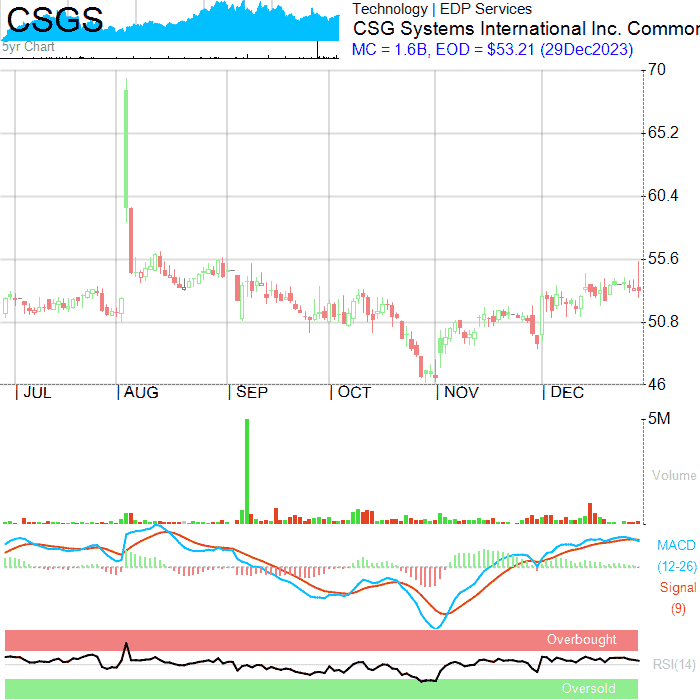 CSGS
5yr Chart
Technology | EDP Services
CSG Systems International Inc. Common
MC = 1.6B, EOD = $53.21 (29Dec2023)
70
65.2
60.4
55.6
50.8
46
JUL
AUG
SEP
OCT
NOV
DEC
5M
Volume
MACD
(12-26)
Signal
(9)
Overbought
RSI(14)
Oversold